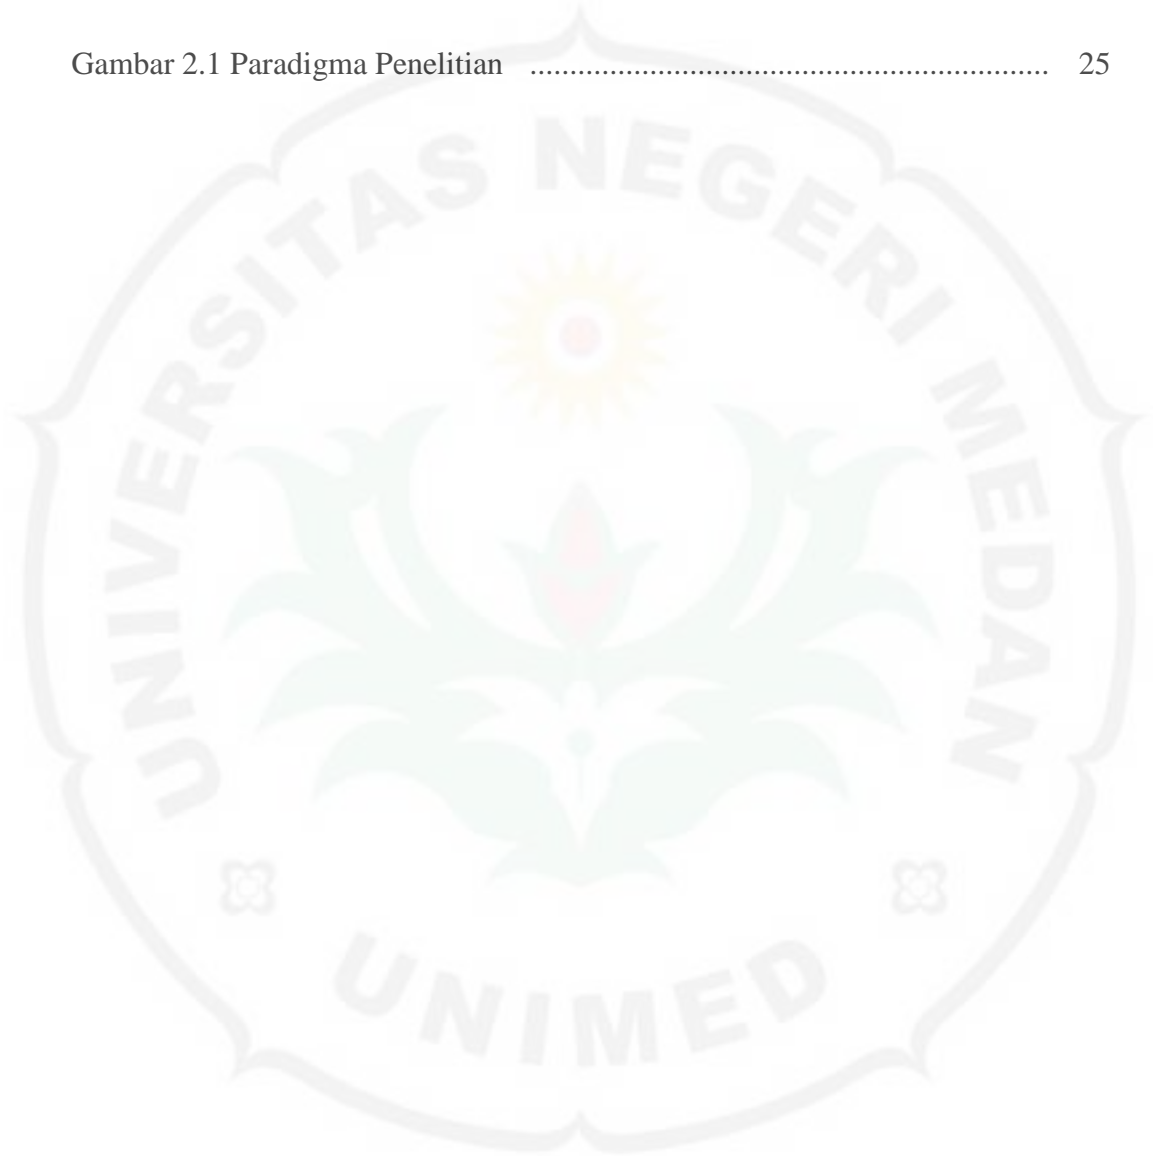 Gambar 2.1 Paradigma Penelitian .................................................................. 25
UNIVERSITAS NEGERI MEDAN
UNIMED